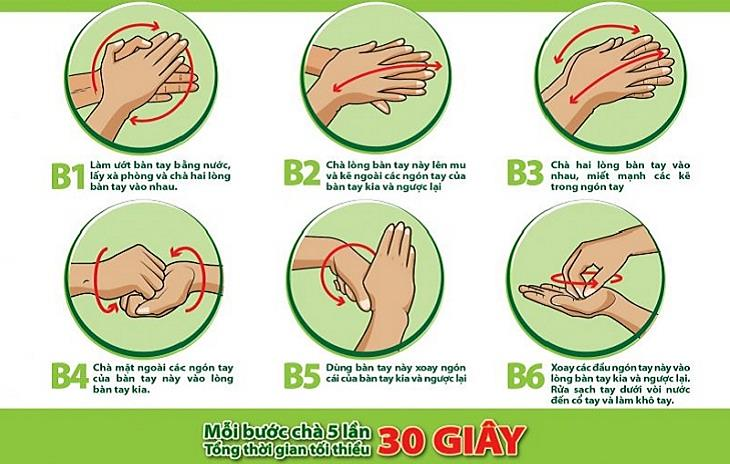 B1 Làm ướt bàn tay bằng nước,
lấy xà phòng và chà hai lòng
bàn tay vào nhau.
B2 Chà lòng bàn tay này lên mu
và kẽ ngoài các ngón tay của
bàn tay kia và ngược lại
B3 Chà hai lòng bàn tay vào
nhau, miết mạnh các kẽ
trong ngón tay
B4 Chà mặt ngoài các ngón tay
của bàn tay này vào lòng
bàn tay kia.
B5 Dùng bàn tay này xoay ngón
cái của bàn tay kia và ngược lại
B6 Xoay các đầu ngón tay này vào
lòng bàn tay kia và ngược lại.
Rửa sạch tay dưới vòi nước
đến cổ tay và làm khô tay.
Mỗi bước chà 5 lần
Tổng thời gian tối thiểu 30 GIÂY